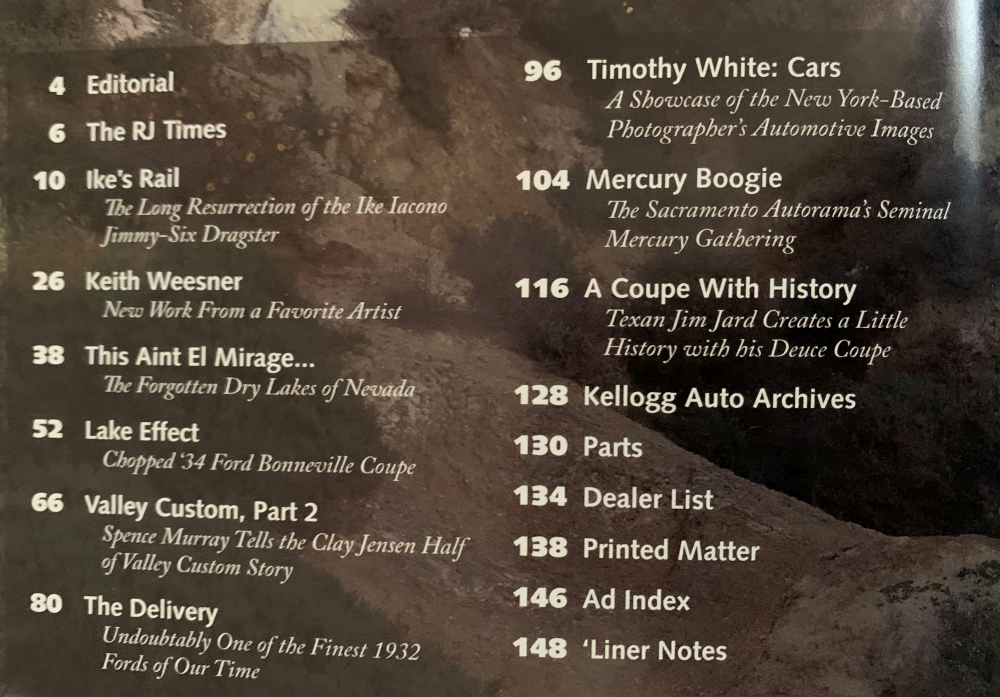 4 Editorial
6 The RJ Times
10 Ike's Rail
The Long Resurrection of the Ike Iacono
Jimmy-Six Dragster
26 Keith Weesner
New Work From a Favorite Artist
38 This Aint El Mirage...
The Forgotten Dry Lakes of Nevada
52 Lake Effect
Chopped '34 Ford Bonneville Coupe
66 Valley Custom, Part 2
Spence Murray Tells the Clay Jensen Half
of Valley Custom Story
80 The Delivery
Undoubtably One of the Finest 1932
Fords of Our Time
96 Timothy White: Cars
A Showcase of the New York-Based
Photographer's Automotive Images
104 Mercury Boogie
The Sacramento Autorama's Seminal
Mercury Gathering
116 A Coupe With History
Texan Jim Jard Creates a Little
History with his Deuce Coupe
128 Kellogg Auto Archives
130 Parts
134 Dealer List
138 Printed Matter
146 Ad Index
148 ‘Liner Notes